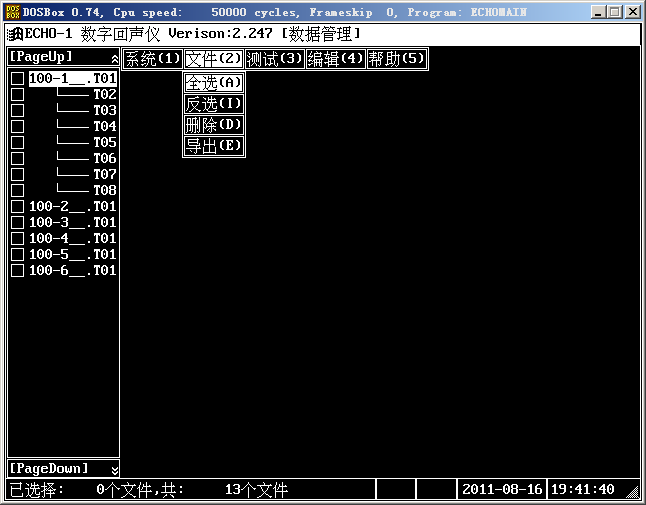 DOSBox 0.74, Cpu speed: 50000 cycles, Frameskip 0, Program: ECHOMAIN
ECHO-1 数字回声仪 Verison:2.247 [数据管理]
[PageUp] 系统(1) 文件(2) 测试(3) 编辑(4) 帮助(5)
100-1__.T01 全选(A)
T02
T03 反选(I)
T04 删除(D)
T05 导出(E)
T06
T07
T08
100-2__.T01
100-3__.T01
100-4__.T01
100-5__.T01
100-6__.T01
[PageDown]
已选择: 0个文件,共: 13个文件 2011-08-16 19:41:40